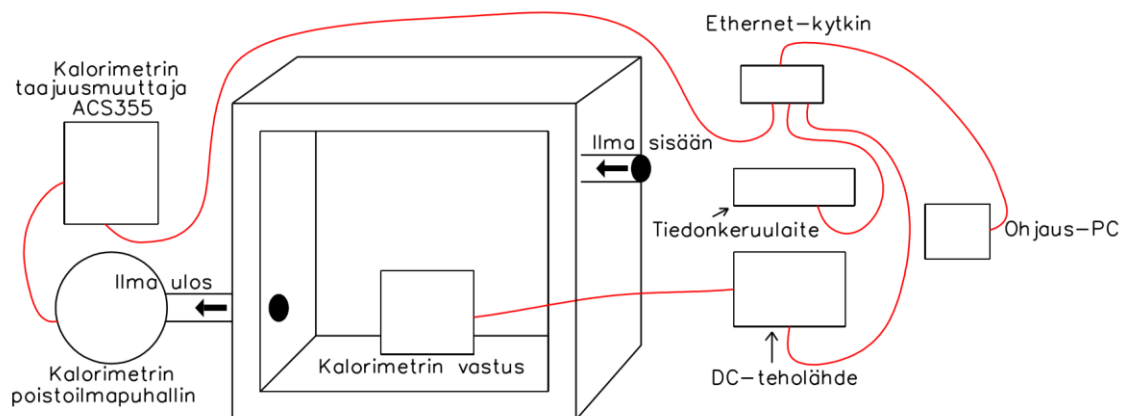 Ethernet-kytkin
Kalorimetrin
taajuusmuuttaja
ACS355
Ilma sisään
Tiedonkeruulaite
Ohjaus-PC
Ilma ulos
Kalorimetrin vastus
Kalorimetrin
poistoilmapuhallin
DC-teholähde